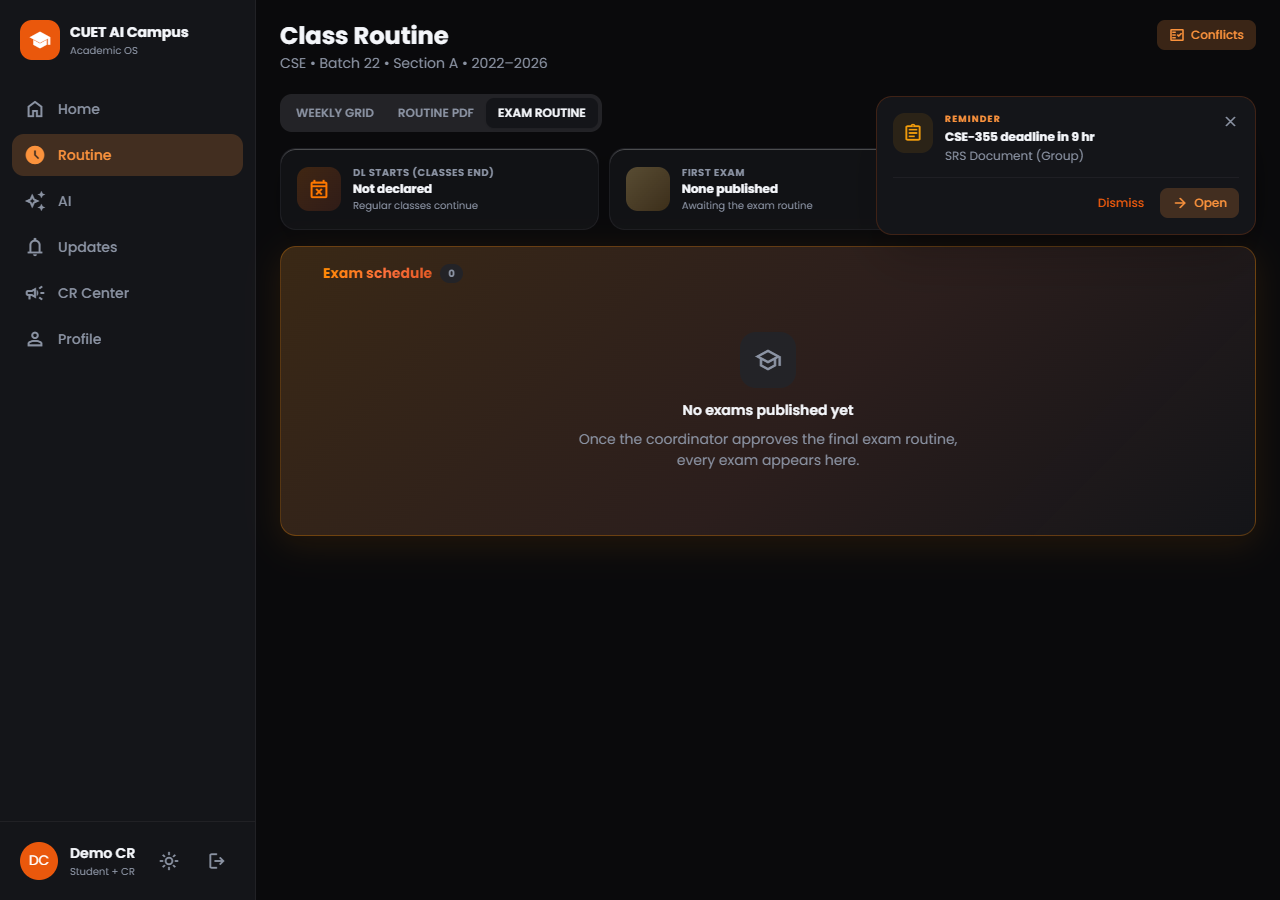 CUET AI Campus
Academic OS
Home
Routine
AI
Updates
CR Center
Profile
DC
Demo CR
Student + CR
Class Routine
CSE • Batch 22 • Section A • 2022–2026
Conflicts
WEEKLY GRID
ROUTINE PDF
EXAM ROUTINE
DL STARTS (CLASSES END)
Not declared
Regular classes continue
FIRST EXAM
None published
Awaiting the exam routine
REMINDER
CSE-355 deadline in 9 hr
SRS Document (Group)
Dismiss
Open
Exam schedule 0
No exams published yet
Once the coordinator approves the final exam routine,
every exam appears here.